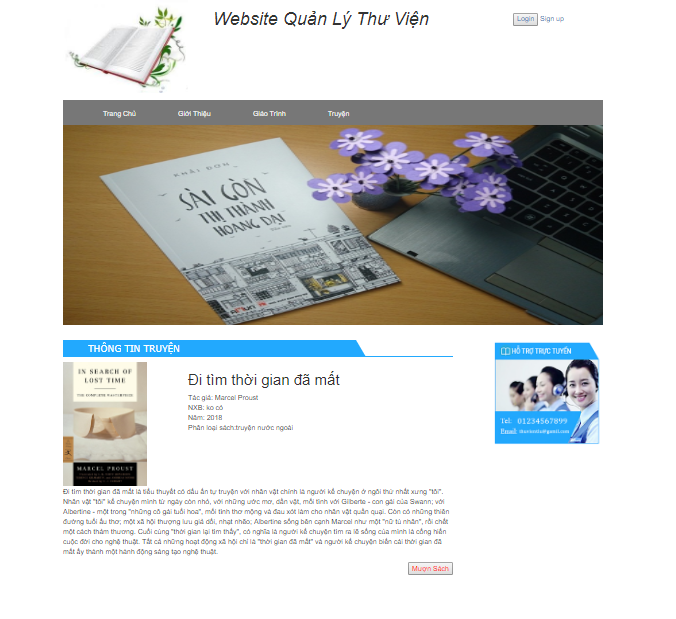 Website Quản Lý Thư Viện
Login Sign up
Trang Chủ Giới Thiệu Giáo Trình Truyện
KHẢI ĐƠN
SÀI GÒN
THỊ THÀNH
HOANG DẠI
THÔNG TIN TRUYỆN
HỖ TRỢ TRỰC TUYẾN
IN SEARCH OF
LOST TIME
MARCEL PROUST
Đi tìm thời gian đã mất
Tác giả: Marcel Proust
NXB: ko có
Năm: 2018
Phân loại sách:truyện nước ngoài
Tel: 01234567899
Email:
Đi tìm thời gian đã mất là tiểu thuyết có dấu ấn tự truyện với nhân vật chính là người kể chuyện ở ngôi thứ nhất xưng "tôi".
Nhân vật "tôi" kể chuyện mình từ ngày còn nhỏ, với những ước mơ, dằn vặt, mối tình với Gilberte - con gái của Swann; với
Albertine - một trong "những cô gái tuổi hoa", mối tình thơ mộng và đau xót làm cho nhân vật quằn quại. Còn có những thiên
đường tuổi ấu thơ; một xã hội thượng lưu giả dối, nhạt nhẽo; Albertine sống bên cạnh Marcel như một "nữ tù nhân", rồi chết
một cách thảm thương. Cuối cùng "thời gian lại tìm thấy", có nghĩa là người kể chuyện tìm ra lẽ sống của mình là cống hiến
cuộc đời cho nghệ thuật. Tất cả những hoạt động xã hội chỉ là "thời gian đã mất" và người kể chuyện biến cái thời gian đã
mất ấy thành một hành động sáng tạo nghệ thuật.
Mượn Sách